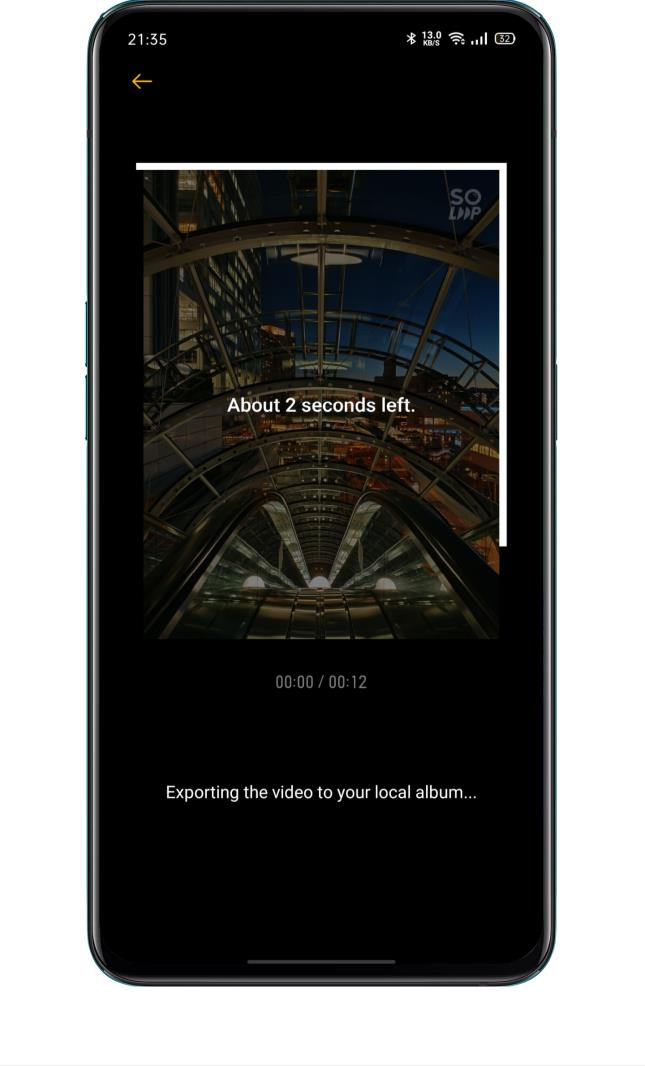 21:35
13.0
KB/S
32
SO
LOOP
About 2 seconds left.
00:00 / 00:12
Exporting the video to your local album...